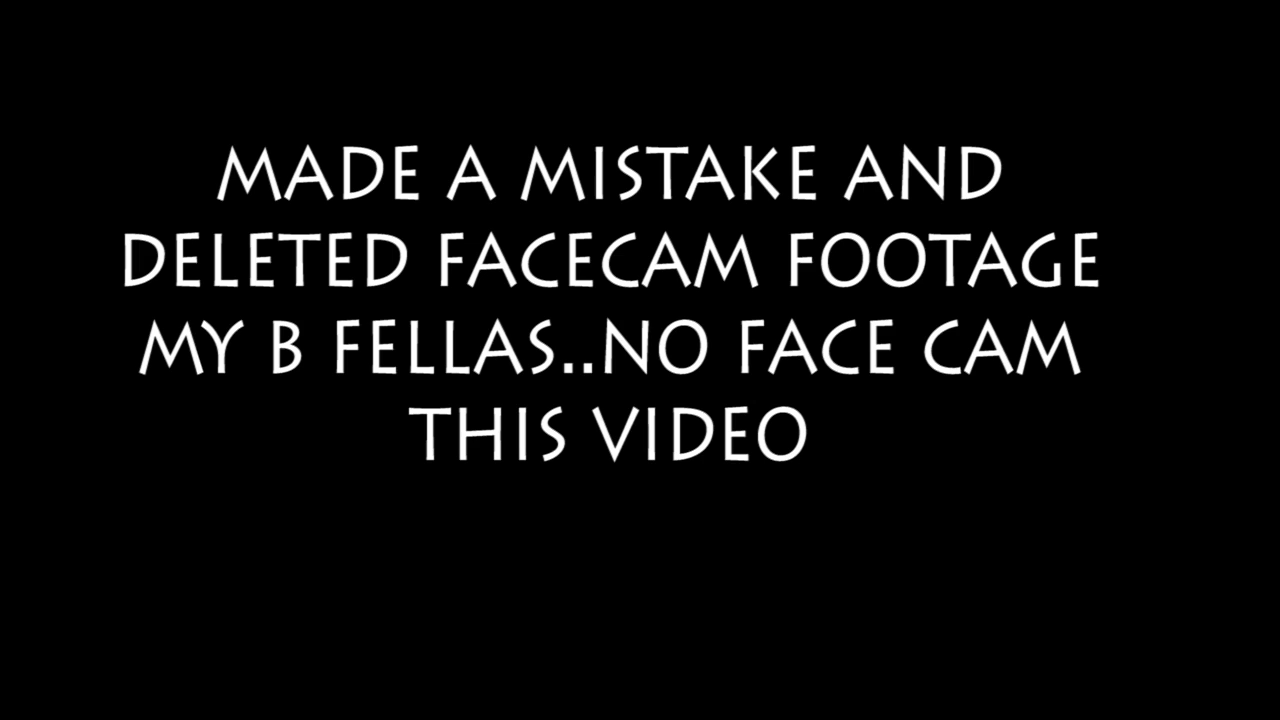 MADE A MISTAKE AND
DELETED FACECAM FOOTAGE
MY B FELLAS..NO FACE CAM
THIS VIDEO